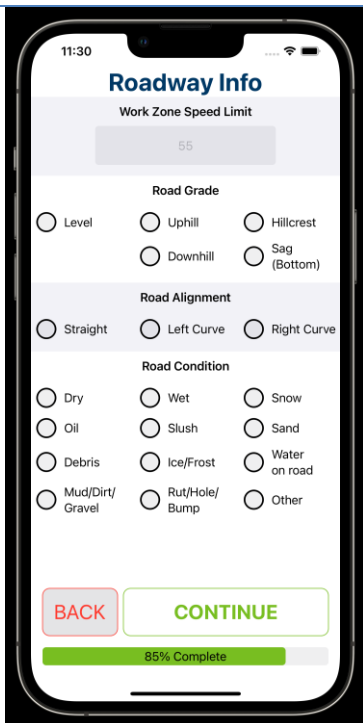 11:30
Roadway Info
Work Zone Speed Limit
55
Road Grade
Level Uphill Hillcrest
Downhill Sag
(Bottom)
Road Alignment
Straight Left Curve Right Curve
Road Condition
Dry Wet Snow
Oil Slush Sand
Debris Ice/Frost Water
on road
Mud/Dirt/ Rut/Hole/ Other
Gravel Bump
BACK CONTINUE
85% Complete